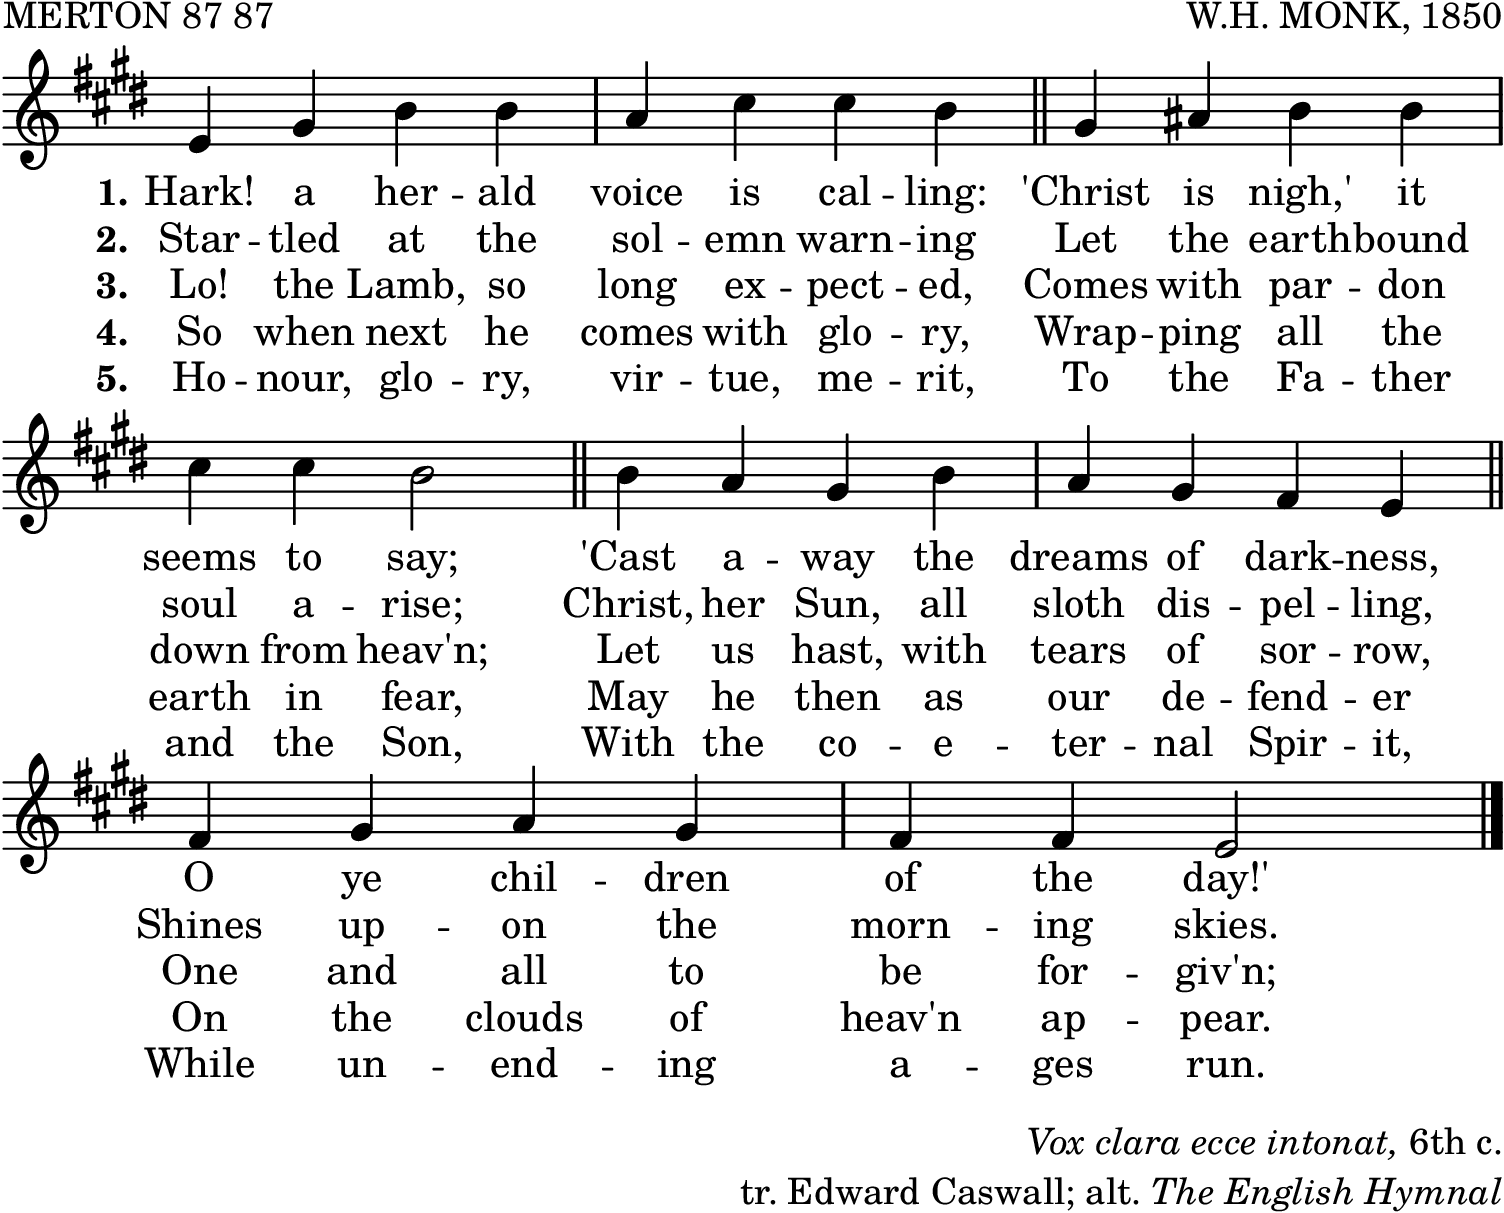 MERTON 87 87 W.H. MONK, 1850
1. Hark! a her - ald voice is cal - ling: 'Christ is nigh,' it
2. Star - tled at the sol - emn warn - ing Let the earthbound
3. Lo! the Lamb, so long ex - pect - ed, Comes with par - don
4. So when next he comes with glo - ry, Wrap - ping all the
5. Ho - nour, glo - ry, vir - tue, me - rit, To the Fa - ther
seems to say; 'Cast a - way the dreams of dark - ness,
soul a - rise; Christ, her Sun, all sloth dis - pel - ling,
down from heav'n; Let us hast, with tears of sor - row,
earth in fear, May he then as our de - fend - er
and the Son, With the co - e - ter - nal Spir - it,
O ye chil - dren of the day!'
Shines up - on the morn - ing skies.
One and all to be for - giv'n;
On the clouds of heav'n ap - pear.
While un - end - ing a - ges run.
Vox clara ecce intonat, 6th c.
tr. Edward Caswall; alt. The English Hymnal